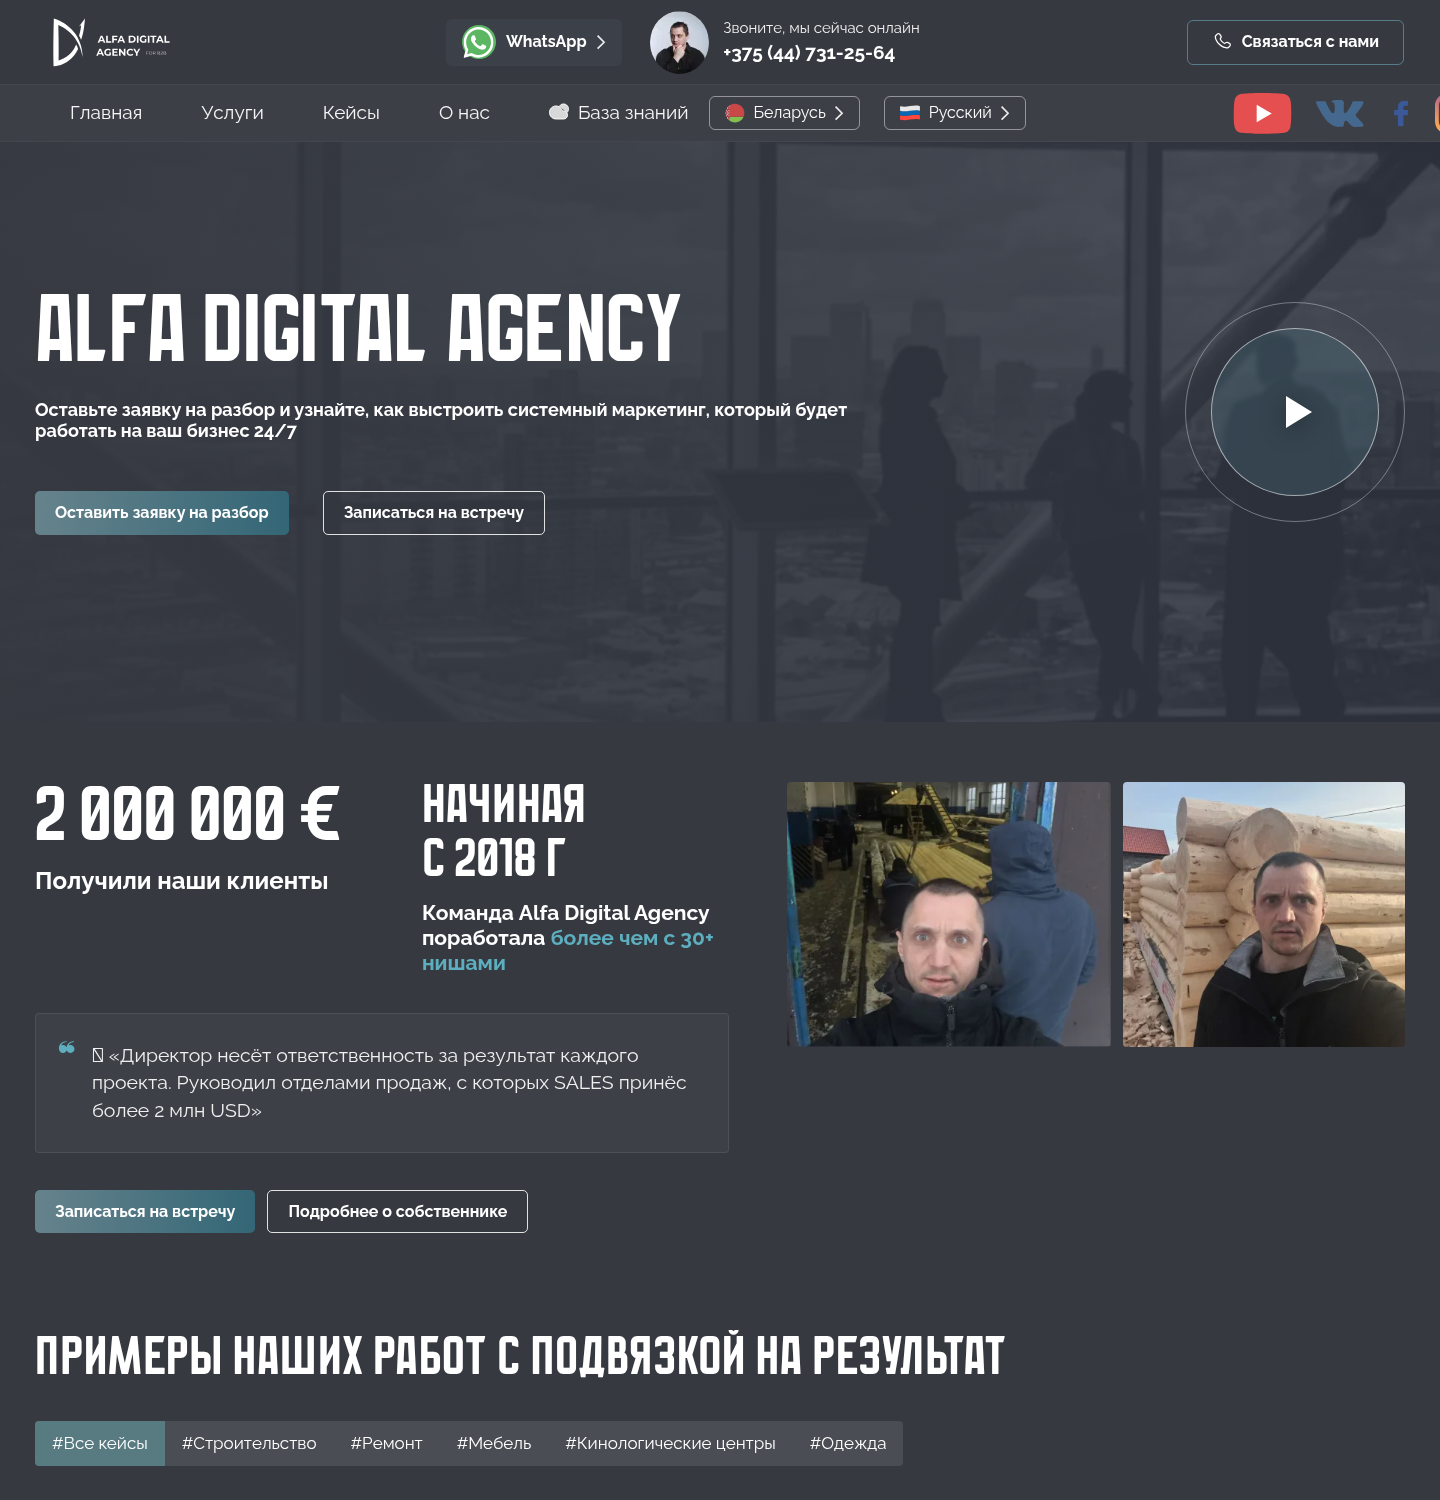 ALFA DIGITAL
AGENCY FOR B2B
WhatsApp
Звоните, мы сейчас онлайн
+375 (44) 731-25-64
Связаться с нами
Главная
Услуги
Кейсы
О нас
База знаний
Беларусь
Русский
ALFA DIGITAL AGENCY
Оставьте заявку на разбор и узнайте, как выстроить системный маркетинг, который будет
работать на ваш бизнес 24/7
Оставить заявку на разбор
Записаться на встречу
2 000 000 €
Получили наши клиенты
НАЧИНАЯ
С 2018 Г
Команда Alfa Digital Agency
поработала более чем с 30+
нишами
«Директор несёт ответственность за результат каждого
проекта. Руководил отделами продаж, с которых SALES принёс
более 2 млн USD»
Записаться на встречу
Подробнее о собственнике
ПРИМЕРЫ НАШИХ РАБОТ С ПОДВЯЗКОЙ НА РЕЗУЛЬТАТ
#Все кейсы
#Строительство
#Ремонт
#Мебель
#Кинологические центры
#Одежда